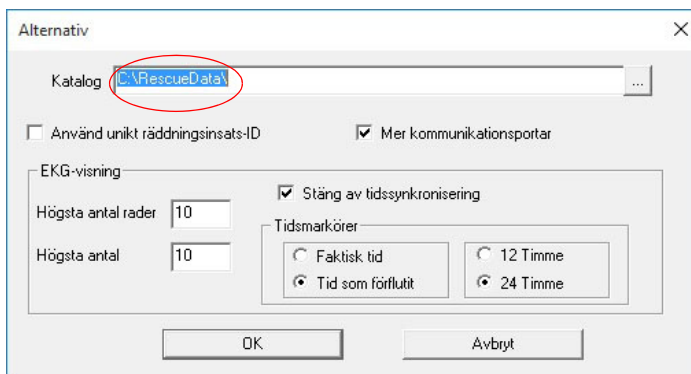 Alternativ
Katalog C:\RescueData\ ...
Använd unikt räddningsinsats-ID Mer kommunikationsportar
EKG-visning
Stäng av tidssynkronisering
Högsta antal rader 10
Tidsmarkörer
Högsta antal 10
Faktisk tid 12 Timme
Tid som förflutit 24 Timme
OK Avbryt